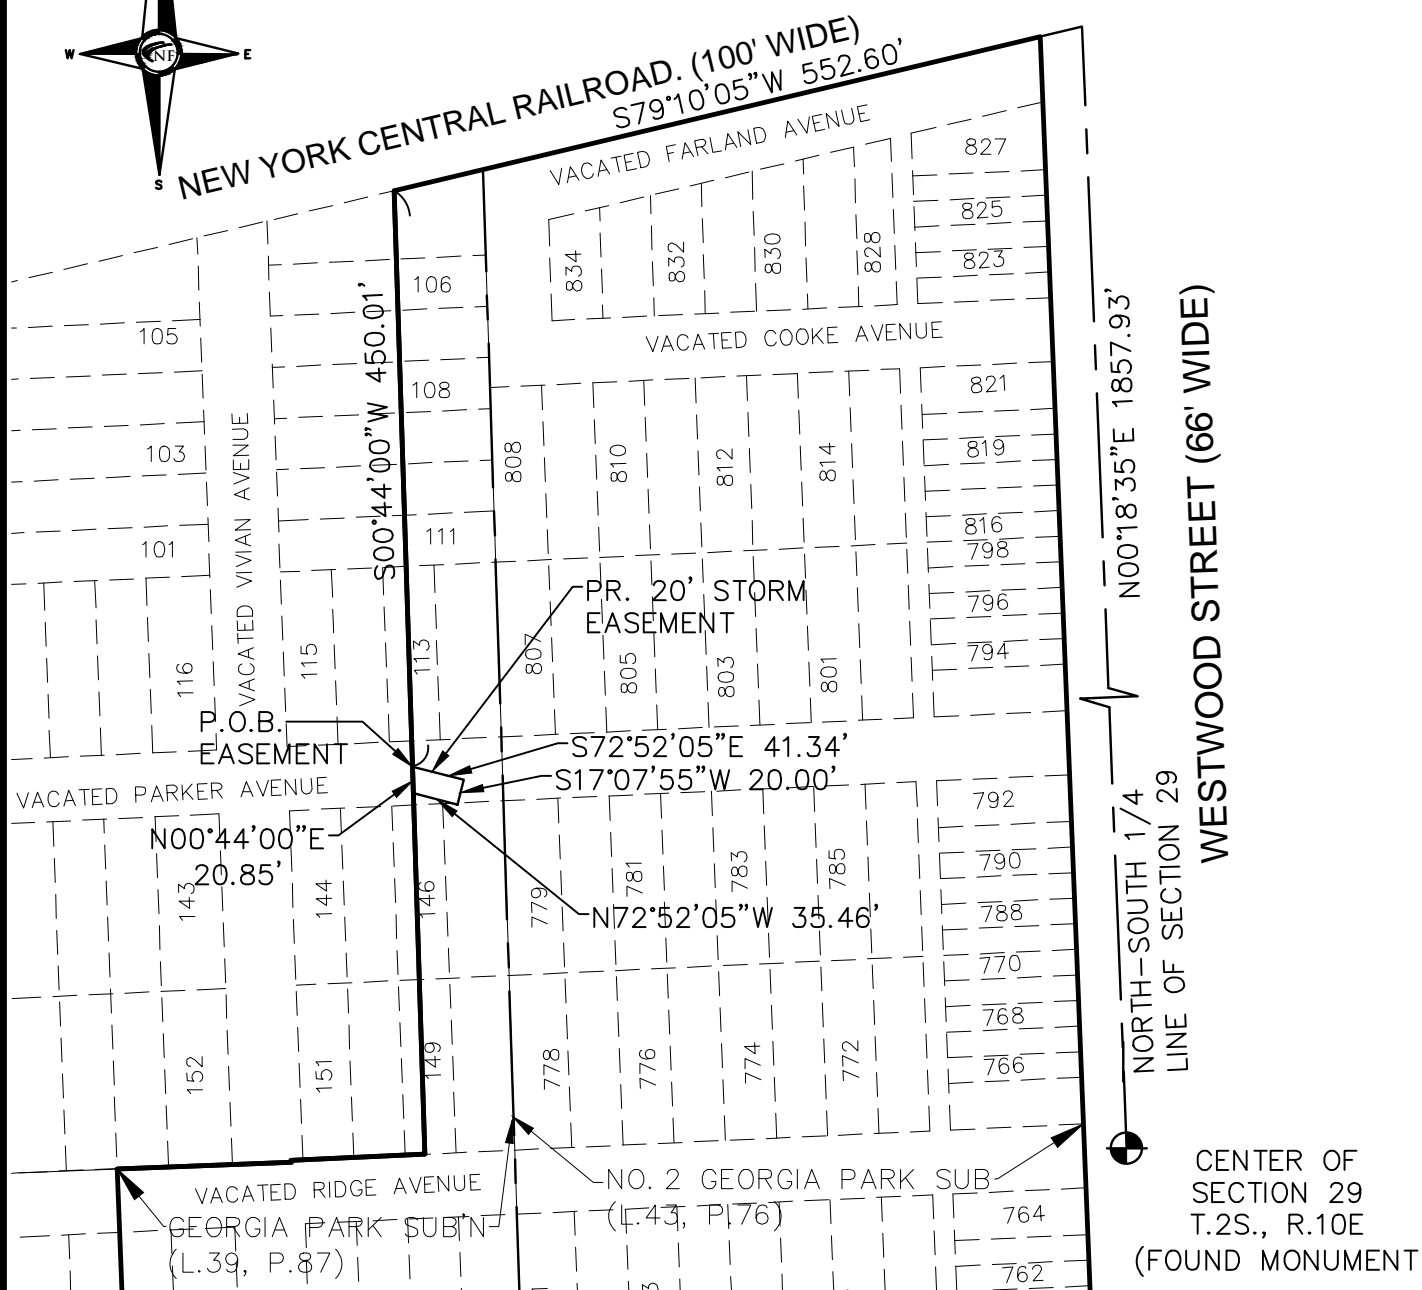 W
E
S
NF
NEW YORK CENTRAL RAILROAD. (100' WIDE)
S79°10'05"W 552.60'
VACATED FARLAND AVENUE
827
825
823
834
832
830
828
106
105
VACATED COOKE AVENUE
S00°44'00"W 450.01'
108
821
103
VACATED VIVIAN AVENUE
808
810
812
814
819
101
111
816
798
N00°18'35"E 1857.93'
WESTWOOD STREET (66' WIDE)
PR. 20' STORM
EASEMENT
796
794
116
115
113
807
805
803
801
P.O.B.
EASEMENT
S72°52'05"E 41.34'
S17°07'55"W 20.00'
VACATED PARKER AVENUE
N00°44'00"E
20.85'
792
790
788
143
144
146
779
781
783
785
N72°52'05"W 35.46'
NORTH-SOUTH 1/4
LINE OF SECTION 29
770
768
766
152
151
149
778
776
774
772
CENTER OF
SECTION 29
T.2S., R.10E
(FOUND MONUMENT
VACATED RIDGE AVENUE
GEORGIA PARK SUB'N
(L.39, P.87)
NO. 2 GEORGIA PARK SUB
(L.43, P.76)
764
762